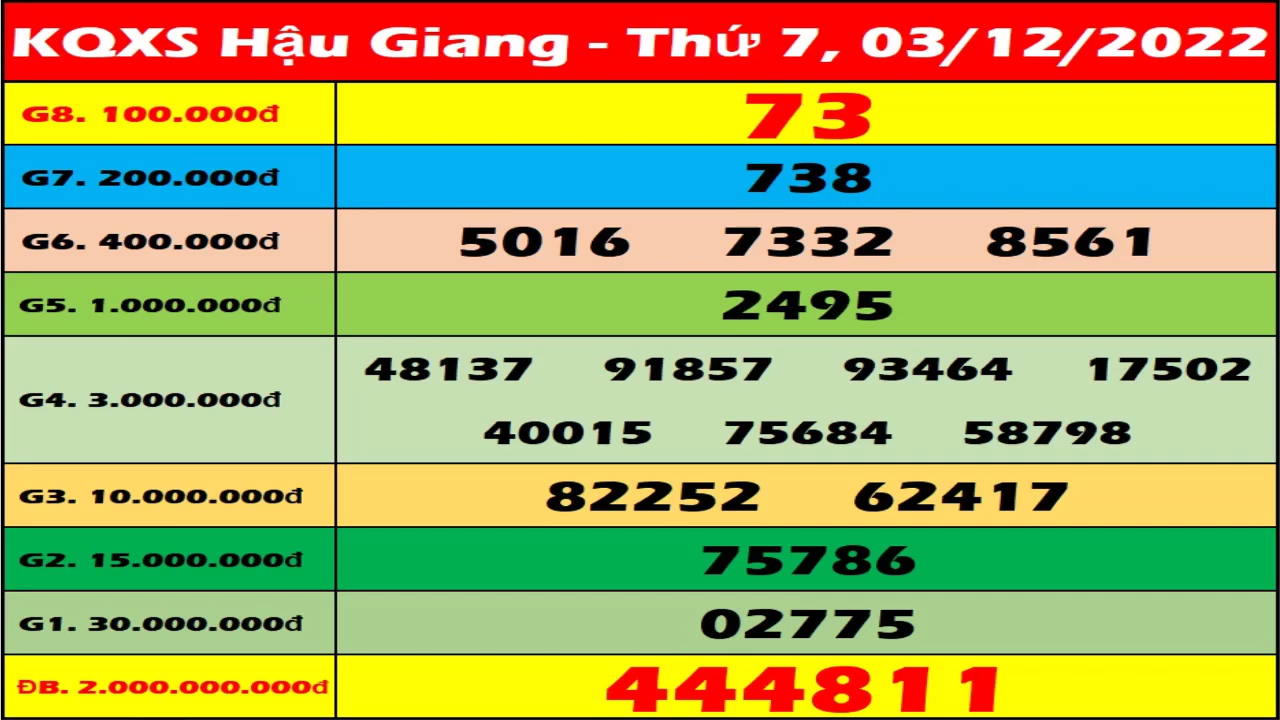 KQXS Hậu Giang - Thứ 7, 03/12/2022
G8. 100.000đ 73
G7. 200.000đ 738
G6. 400.000đ 5016 7332 8561
G5. 1.000.000đ 2495
G4. 3.000.000đ 48137 91857 93464 17502
40015 75684 58798
G3. 10.000.000đ 82252 62417
G2. 15.000.000đ 75786
G1. 30.000.000đ 02775
ĐB. 2.000.000.000đ 444811